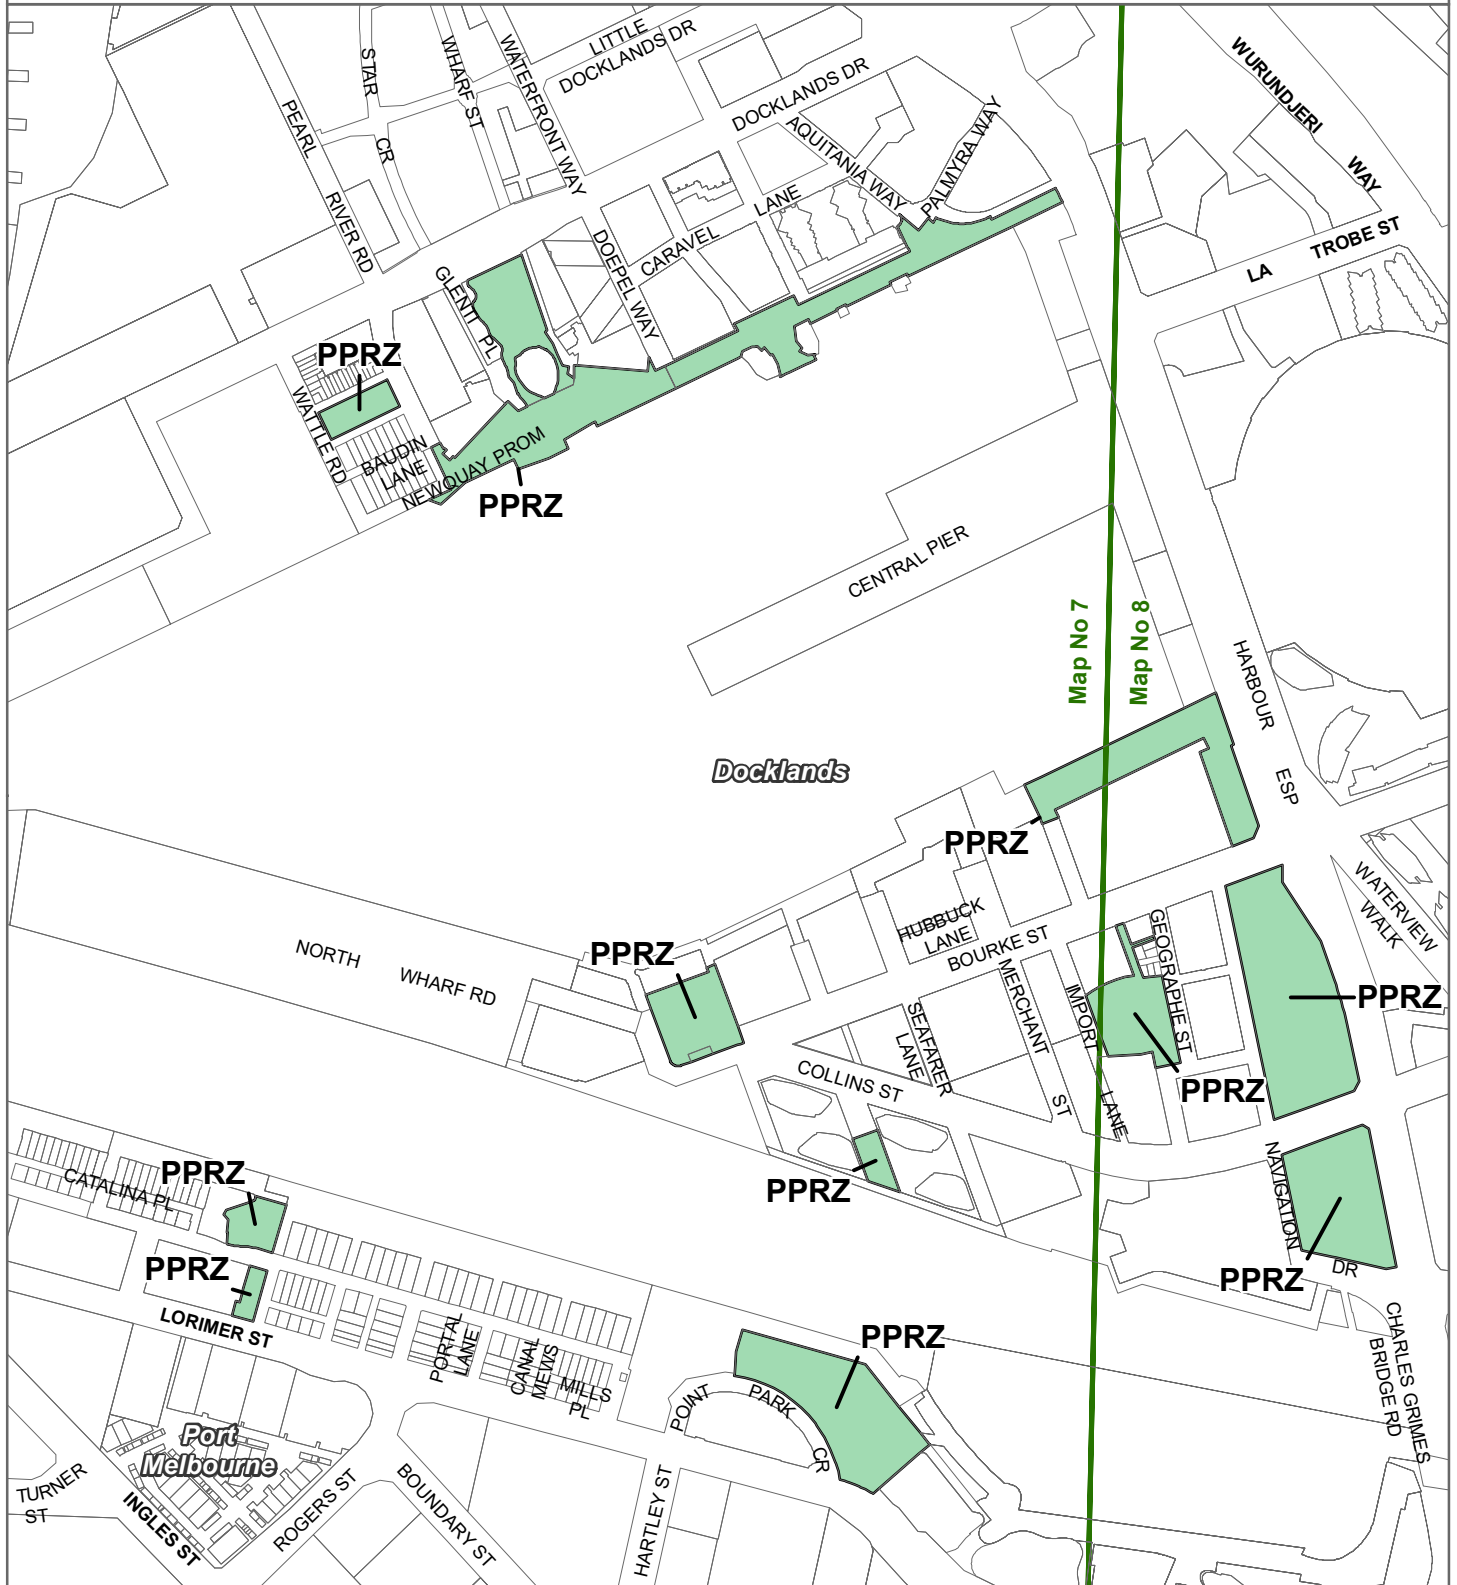 LITTLE
DOCKLANDS DR
STAR
CR
WHARF ST
WATERFRONT WAY
PEARL
RIVER RD
DOCKLANDS DR
AQUITANIA WAY
PALMYRA WAY
WURUNDJERI
WAY
LA TROBE ST
LANE
CARAVEL
DOEPEL WAY
GLENTI PL
PPRZ
WATTLE RD
BAUDIN
LANE
NEWQUAY PROM
PPRZ
CENTRAL PIER
Map No 7
Map No 8
HARBOUR
ESP
Docklands
PPRZ
WATERVIEW
WALK
HUBBUCK
LANE
BOURKE ST
GEOGRAPHE ST
PPRZ
NORTH
WHARF RD
PPRZ
MERCHANT
ST
IMPORT
LANE
SEAFARER
LANE
COLLINS ST
PPRZ
PPRZ
NAVIGATION
DR
PPRZ
CATALINA PL
PPRZ
PPRZ
LORIMER ST
PORTAL
LANE
CANAL
MEWS
MILLS
PL
PPRZ
POINT
PARK
CR
CHARLES GRIMES
BRIDGE RD
Port
Melbourne
TURNER
ST
INGLES ST
ROGERS ST
BOUNDARY ST
HARTLEY ST